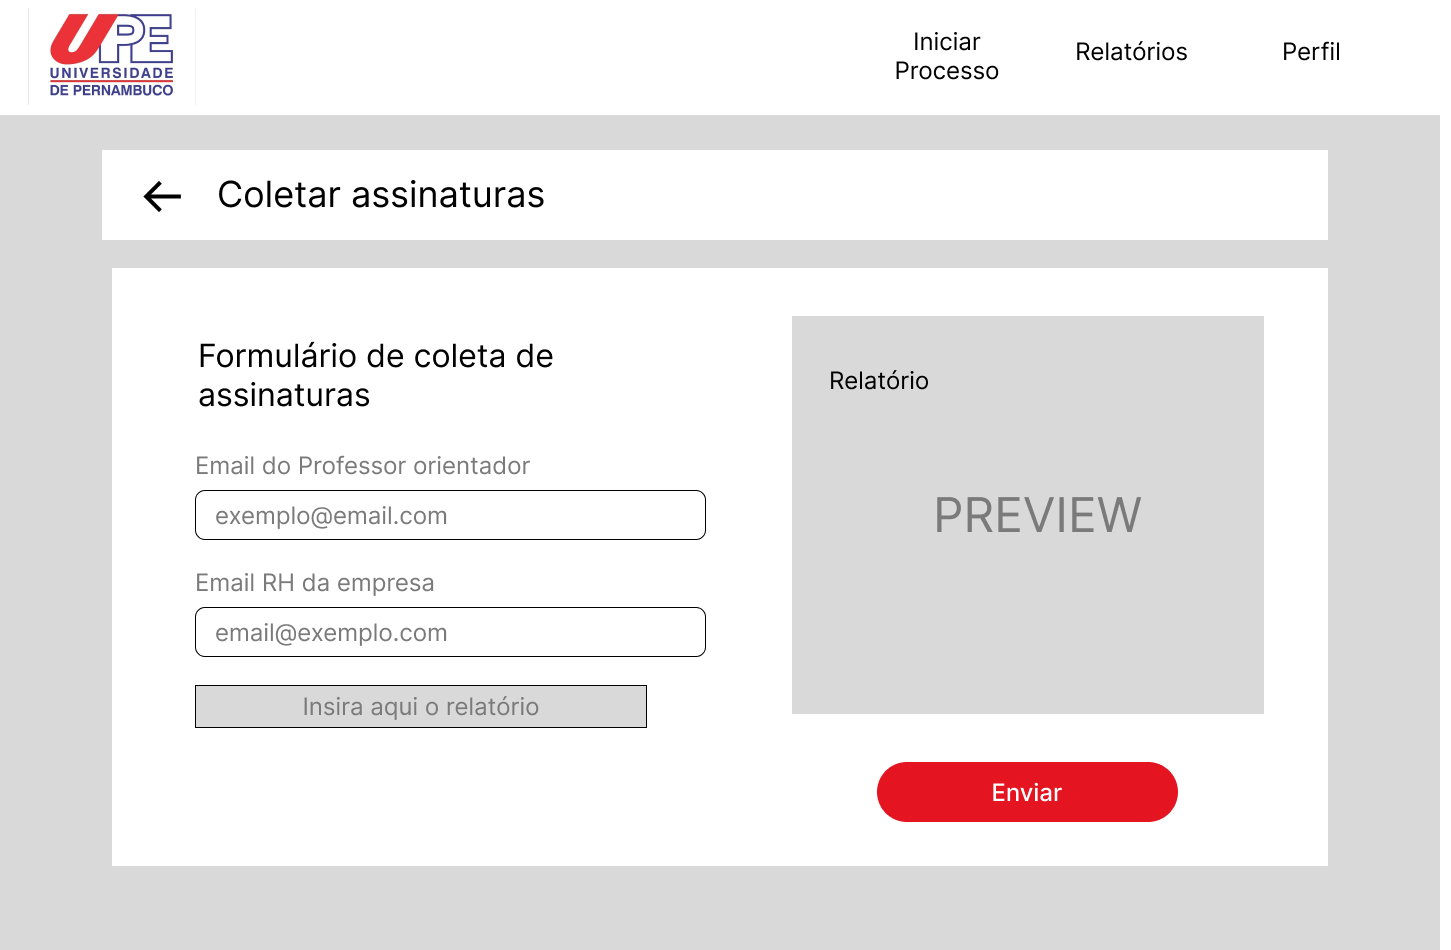 UPE
UNIVERSIDADE
DE PERNAMBUCO
Iniciar
Processo
Relatórios
Perfil
Coletar assinaturas
Formulário de coleta de
assinaturas
Email do Professor orientador
exemplo@email.com
Email RH da empresa
email@exemplo.com
Insira aqui o relatório
Relatório
PREVIEW
Enviar